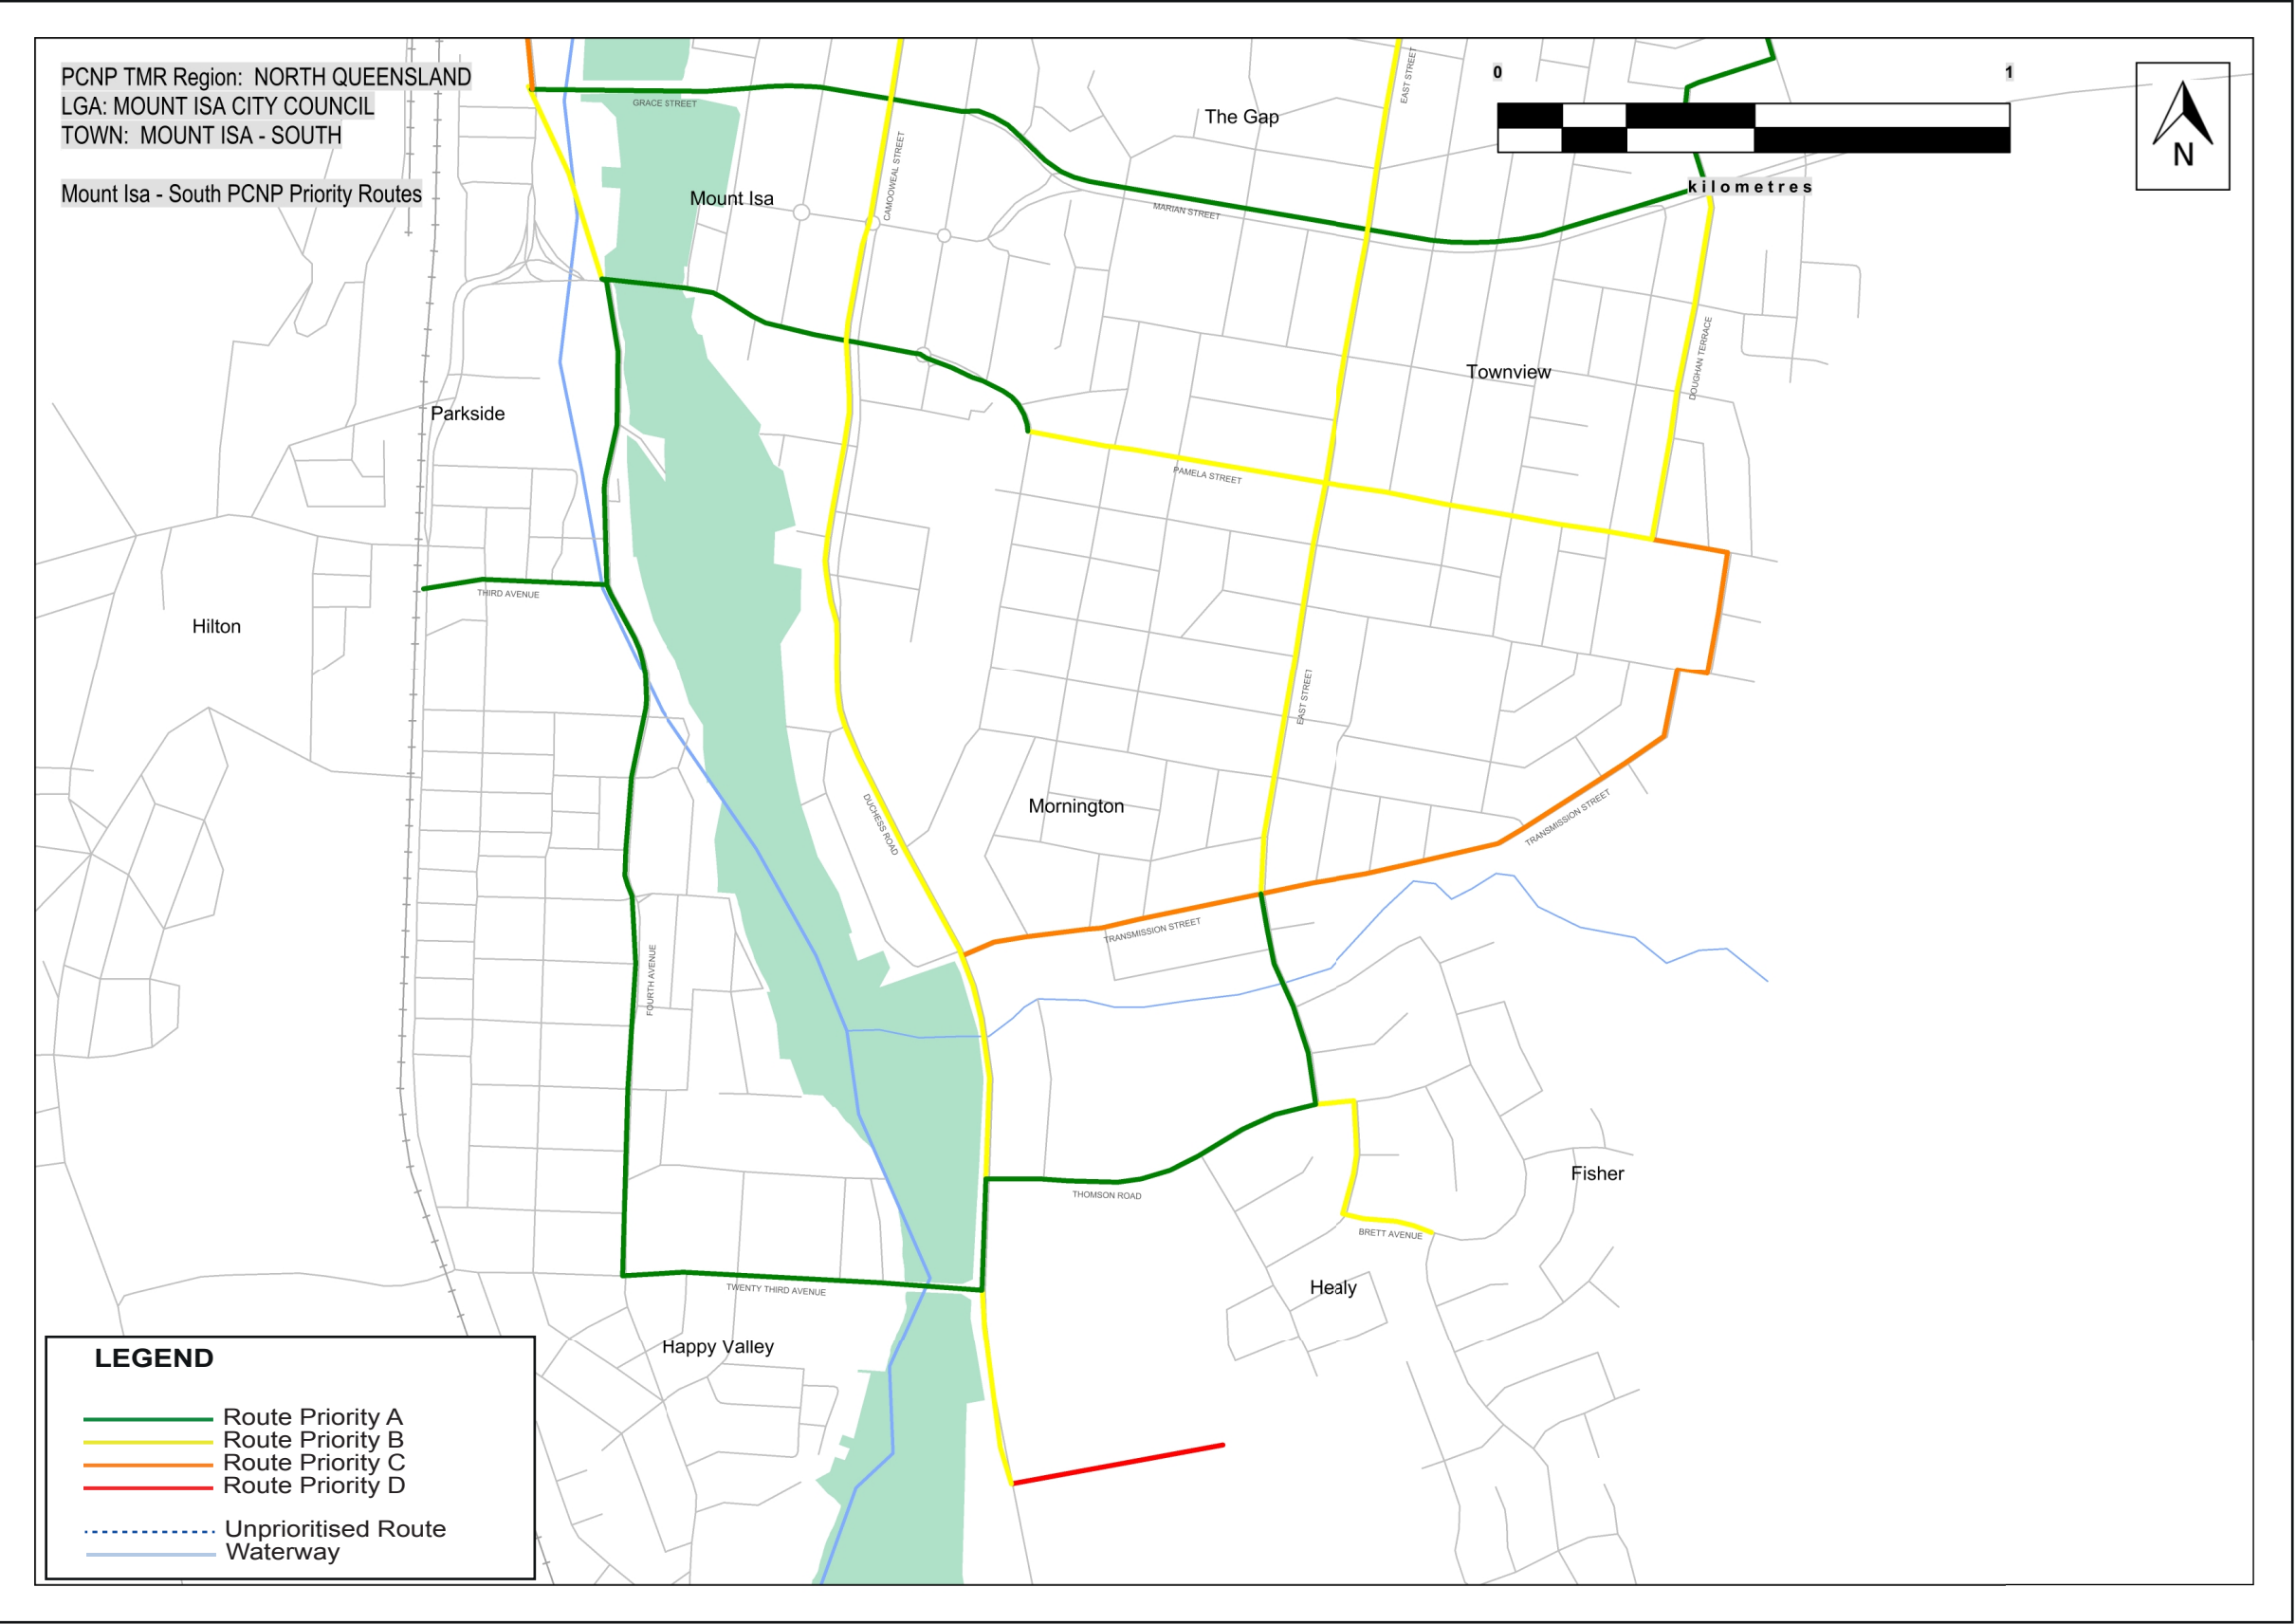 PCNP TMR Region:  NORTH QUEENSLAND
LGA: MOUNT ISA CITY COUNCIL
TOWN:  MOUNT ISA - SOUTH
Mount Isa - South PCNP Priority Routes
0
1
kilometres
N
GRACE STREET
EAST STREET
The Gap
CAMOOWEAL STREET
Mount Isa
MARIAN STREET
DOUGHAN TERRACE
Townview
Parkside
PAMELA STREET
THIRD AVENUE
Hilton
EAST STREET
DUCHESS ROAD
Mornington
TRANSMISSION STREET
TRANSMISSION STREET
FOURTH AVENUE
Fisher
THOMSON ROAD
BRETT AVENUE
TWENTY THIRD AVENUE
Healy
Happy Valley
LEGEND
Route Priority A
Route Priority B
Route Priority C
Route Priority D
Unprioritised Route
Waterway